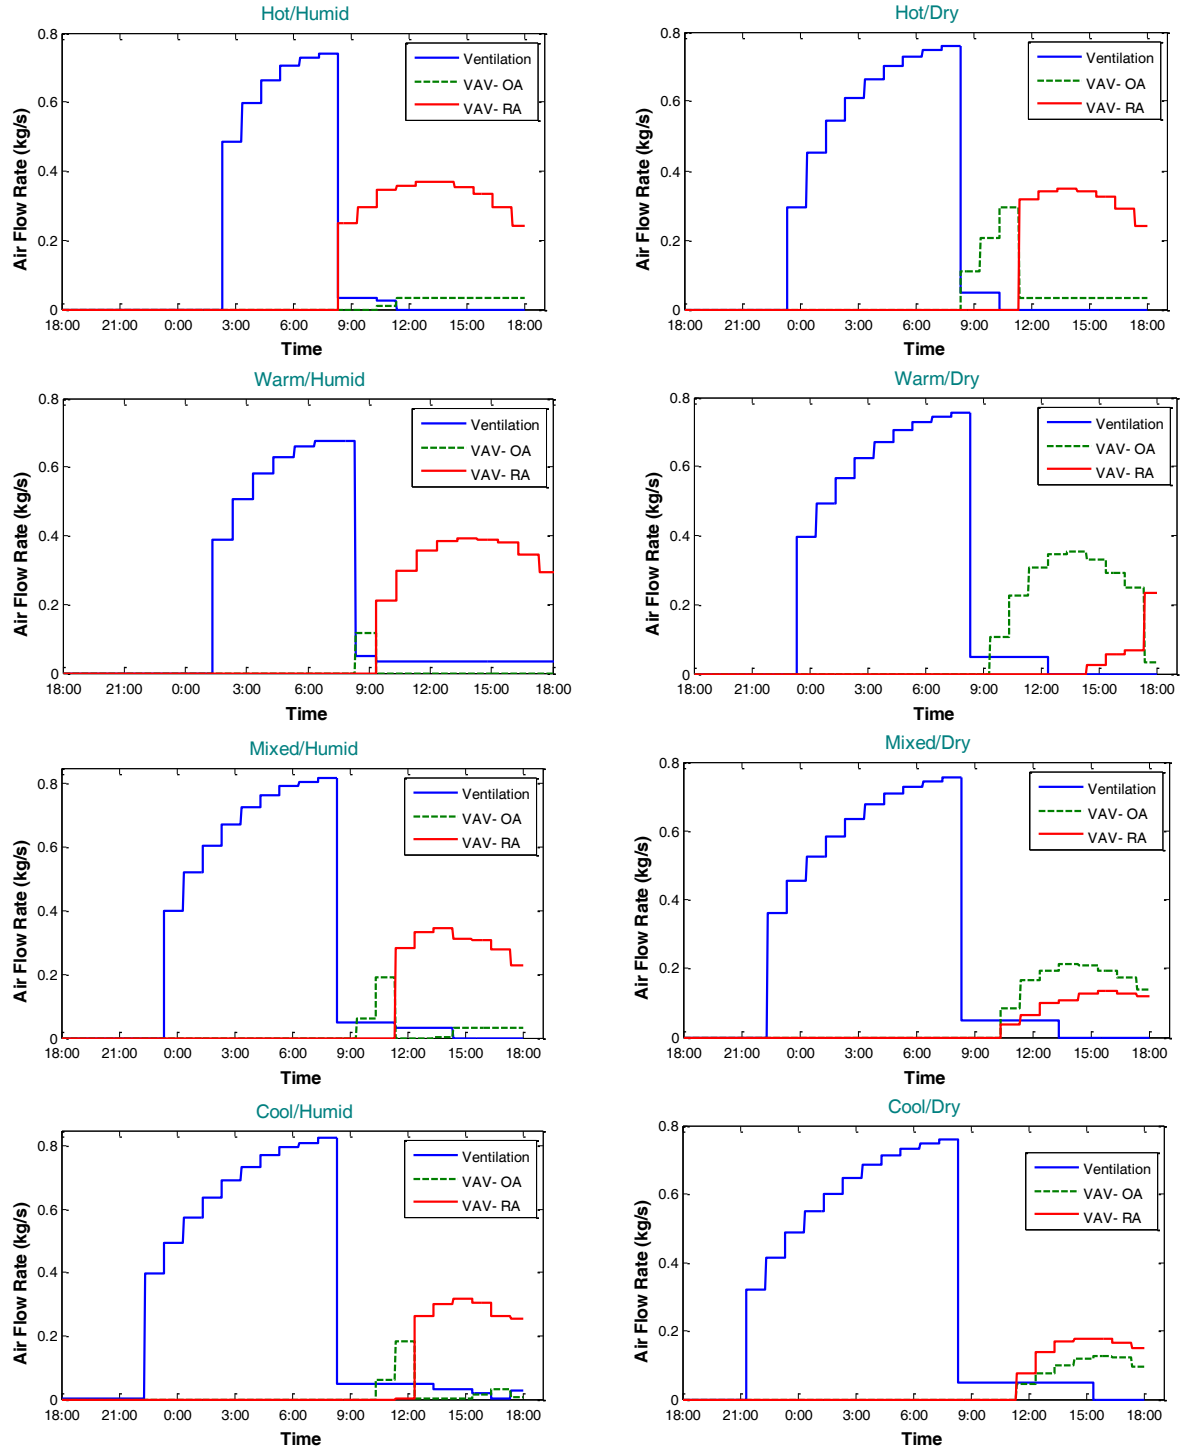 Hot/Humid
0.8
0.6
0.4
0.2
0
Air Flow Rate (kg/s)
Ventilation
VAV- OA
VAV- RA
18:00 21:00 0:00 3:00 6:00 9:00 12:00 15:00 18:00
Time
Hot/Dry
0.8
0.6
0.4
0.2
0
Air Flow Rate (kg/s)
Ventilation
VAV- OA
VAV- RA
18:00 21:00 0:00 3:00 6:00 9:00 12:00 15:00 18:00
Time
Warm/Humid
0.8
0.6
0.4
0.2
0
Air Flow Rate (kg/s)
Ventilation
VAV- OA
VAV- RA
18:00 21:00 0:00 3:00 6:00 9:00 12:00 15:00 18:00
Time
Warm/Dry
0.8
0.6
0.4
0.2
0
Air Flow Rate (kg/s)
Ventilation
VAV- OA
VAV- RA
18:00 21:00 0:00 3:00 6:00 9:00 12:00 15:00 18:00
Time
Mixed/Humid
0.8
0.6
0.4
0.2
0
Air Flow Rate (kg/s)
Ventilation
VAV- OA
VAV- RA
18:00 21:00 0:00 3:00 6:00 9:00 12:00 15:00 18:00
Time
Mixed/Dry
0.8
0.6
0.4
0.2
0
Air Flow Rate (kg/s)
Ventilation
VAV- OA
VAV- RA
18:00 21:00 0:00 3:00 6:00 9:00 12:00 15:00 18:00
Time
Cool/Humid
0.8
0.6
0.4
0.2
0
Air Flow Rate (kg/s)
Ventilation
VAV- OA
VAV- RA
18:00 21:00 0:00 3:00 6:00 9:00 12:00 15:00 18:00
Time
Cool/Dry
0.8
0.6
0.4
0.2
0
Air Flow Rate (kg/s)
Ventilation
VAV- OA
VAV- RA
18:00 21:00 0:00 3:00 6:00 9:00 12:00 15:00 18:00
Time